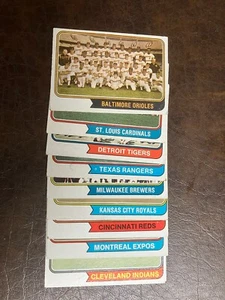 BALTIMORE ORIOLES
ST. LOUIS CARDINALS
DETROIT TIGERS
TEXAS RANGERS
MILWAUKEE BREWERS
KANSAS CITY ROYALS
CINCINNATI REDS
MONTREAL EXPOS
CLEVELAND INDIANS